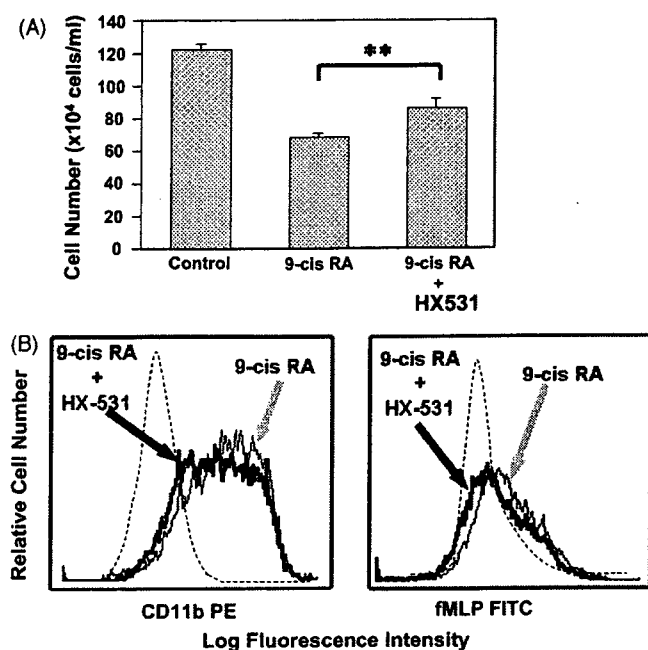 (A)
Cell Number (x10⁴ cells/ml)
140
120
100
80
60
40
20
0
**
Control
9-cis RA
9-cis RA
+
HX531
(B)
Relative Cell Number
9-cis RA
+
HX-531
9-cis RA
CD11b PE
9-cis RA
+
HX-531
9-cis RA
fMLP FITC
Log Fluorescence Intensity